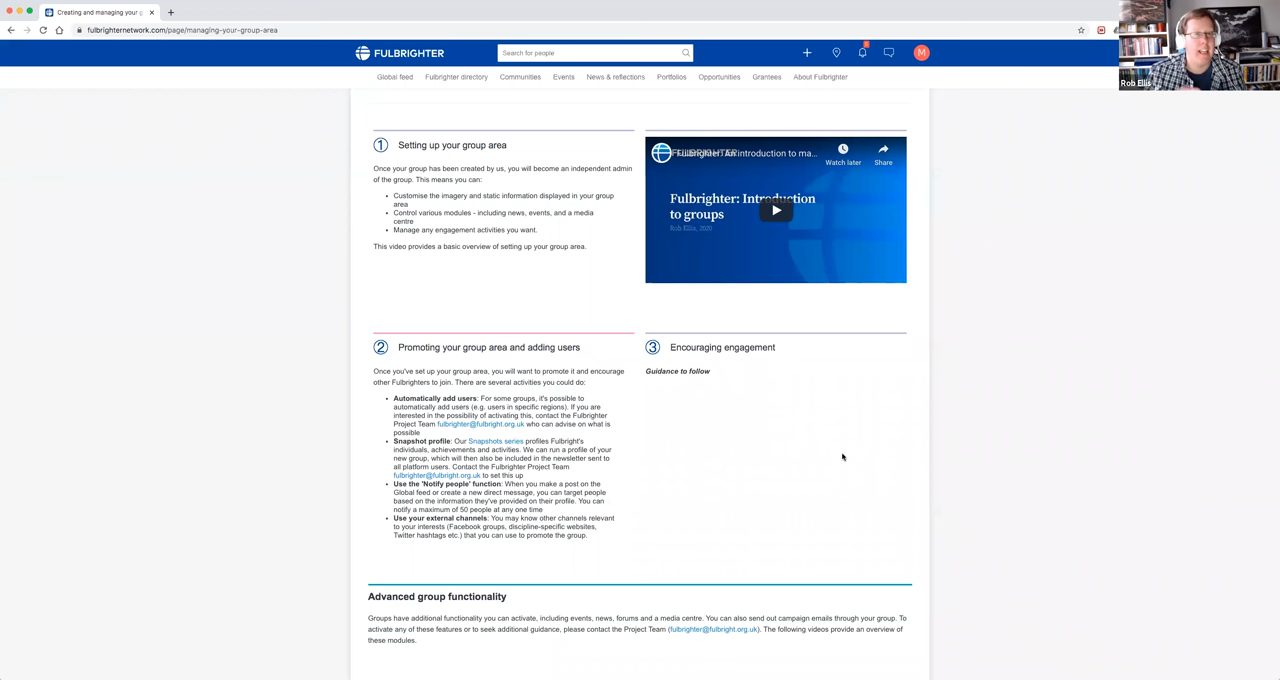 Creating and managing your g
fulbrighternetwork.com/page/managing-your-group-area
FULBRIGHTER
Search for people
M
Global feed Fulbrighter directory Communities Events News & reflections Portfolios Opportunities Grantees About Fulbrighter
Rob Ellis
1 Setting up your group area
Once your group has been created by us, you will become an independent admin
of the group. This means you can:
• Customise the imagery and static information displayed in your group
area
• Control various modules - including news, events, and a media
centre
• Manage any engagement activities you want.
This video provides a basic overview of setting up your group area.
Fulbrighter: An introduction to ma...
Watch later Share
Fulbrighter: Introduction
to groups
Rob Ellis, 2020
2 Promoting your group area and adding users
Once you've set up your group area, you will want to promote it and encourage
other Fulbrighters to join. There are several activities you could do:
• Automatically add users: For some groups, it's possible to
automatically add users (e.g. users in specific regions). If you are
interested in the possibility of activating this, contact the Fulbrighter
Project Team fulbrighter@fulbright.org.uk who can advise on what is
possible
• Snapshot profile: Our Snapshots series profiles Fulbright's
individuals, achievements and activities. We can run a profile of your
new group, which will then also be included in the newsletter sent to
all platform users. Contact the Fulbrighter Project Team
fulbrighter@fulbright.org.uk to set this up
• Use the 'Notify people' function: When you make a post on the
Global feed or create a new direct message, you can target people
based on the information they've provided on their profile. You can
notify a maximum of 50 people at any one time
• Use your external channels: You may know other channels relevant
to your interests (Facebook groups, discipline-specific websites,
Twitter hashtags etc.) that you can use to promote the group.
3 Encouraging engagement
Guidance to follow
Advanced group functionality
Groups have additional functionality you can activate, including events, news, forums and a media centre. You can also send out campaign emails through your group. To
activate any of these features or to seek additional guidance, please contact the Project Team (fulbrighter@fulbright.org.uk). The following videos provide an overview of
these modules.